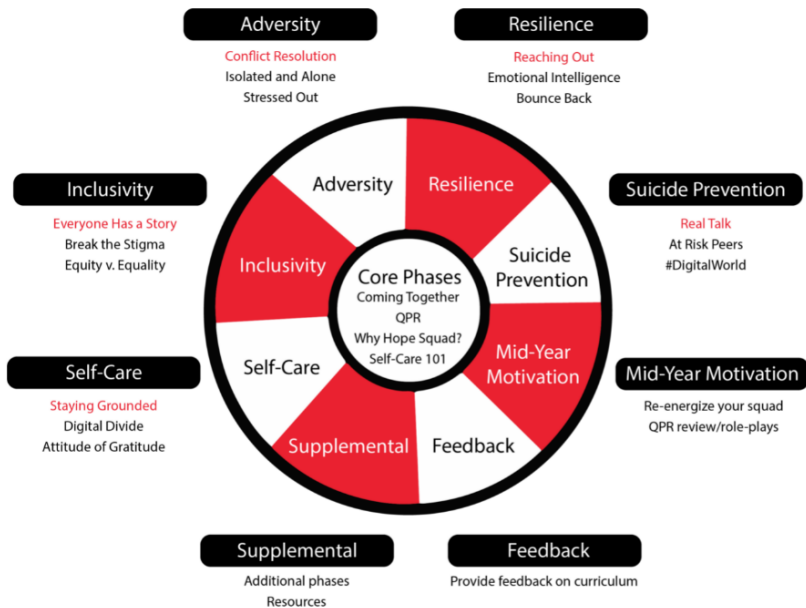 Adversity
Conflict Resolution
Isolated and Alone
Stressed Out
Resilience
Reaching Out
Emotional Intelligence
Bounce Back
Inclusivity
Everyone Has a Story
Break the Stigma
Equity v. Equality
Suicide Prevention
Real Talk
At Risk Peers
#DigitalWorld
Adversity
Resilience
Inclusivity
Suicide
Prevention
Core Phases
Coming Together
QPR
Why Hope Squad?
Self-Care 101
Self-Care
Mid-Year
Motivation
Supplemental
Feedback
Self-Care
Staying Grounded
Digital Divide
Attitude of Gratitude
Mid-Year Motivation
Re-energize your squad
QPR review/role-plays
Supplemental
Additional phases
Resources
Feedback
Provide feedback on curriculum